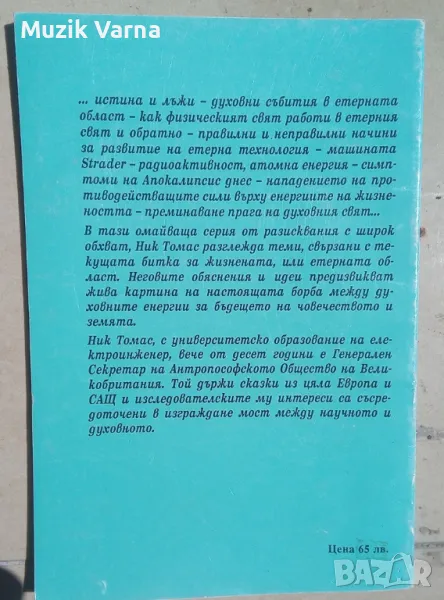 Muzik Varna
... истина и лъжи – духовни събития в етерната
област – как физическият свят работи в етерния
свят и обратно – правилни и неправилни начини
за развитие на етерна технология – машината
Strader – радиоактивност, атомна енергия – симп-
томи на Апокалипсис днес – нападението на про-
тиводействащите сили върху енергиите на жизне-
ността – преминаване прага на духовния свят...
В тази омайваща серия от разисквания с широк
обхват, Ник Томас разглежда теми, свързани с те-
кущата битка за жизнената, или етерната об-
ласт. Неговите обяснения и идеи предизвикват
жива картина на настоящата борба между ду-
ховните енергии за бъдещето на човечеството и
земята.
Ник Томас, с университетско образование на еле-
ктроинженер, вече от десет години е Генерален
Секретар на Антропософското Общество на Вели-
кобритания. Той държи сказки из цяла Европа и
САЩ и изследователските му интереси са съсре-
доточени в изграждане мост между научното и
духовното.
Цена 65 лв.
BAZAR